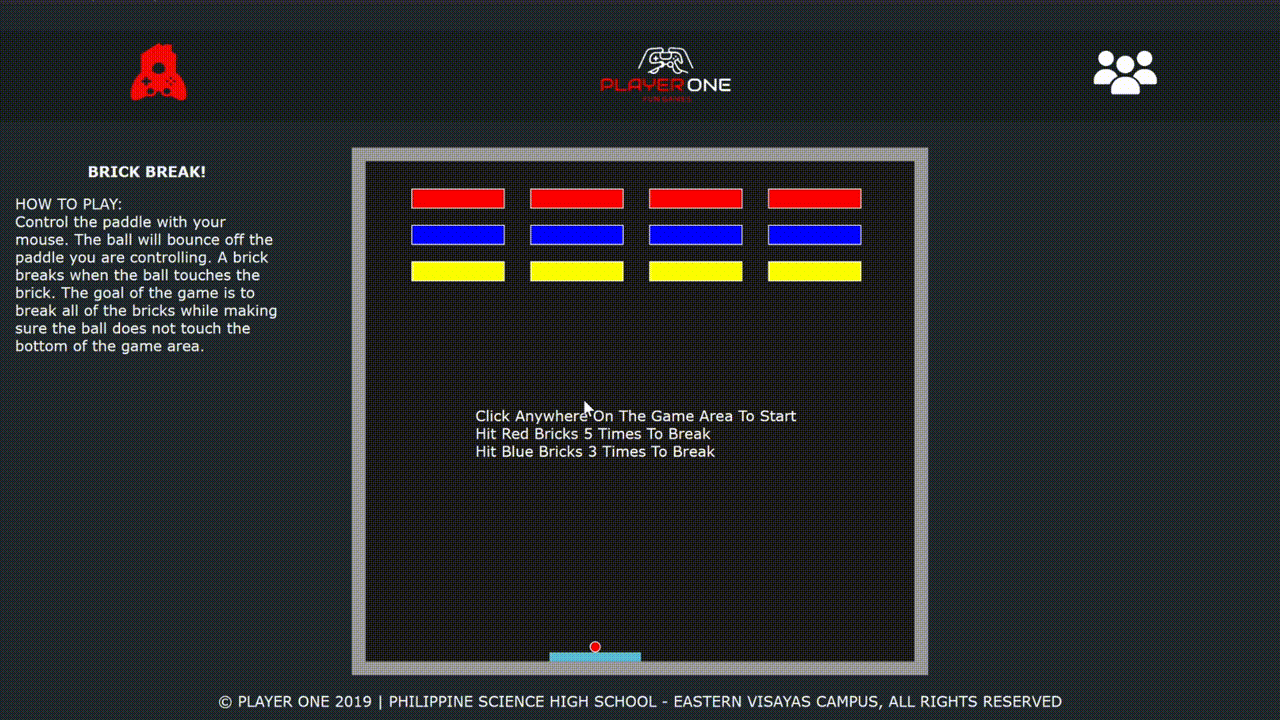 PLAYER ONE
FUN GAMES
BRICK BREAK!
HOW TO PLAY:
Control the paddle with your
mouse. The ball will bounce off the
paddle you are controlling. A brick
breaks when the ball touches the
brick. The goal of the game is to
break all of the bricks while making
sure the ball does not touch the
bottom of the game area.
Click Anywhere On The Game Area To Start
Hit Red Bricks 5 Times To Break
Hit Blue Bricks 3 Times To Break
© PLAYER ONE 2019 | PHILIPPINE SCIENCE HIGH SCHOOL - EASTERN VISAYAS CAMPUS, ALL RIGHTS RESERVED